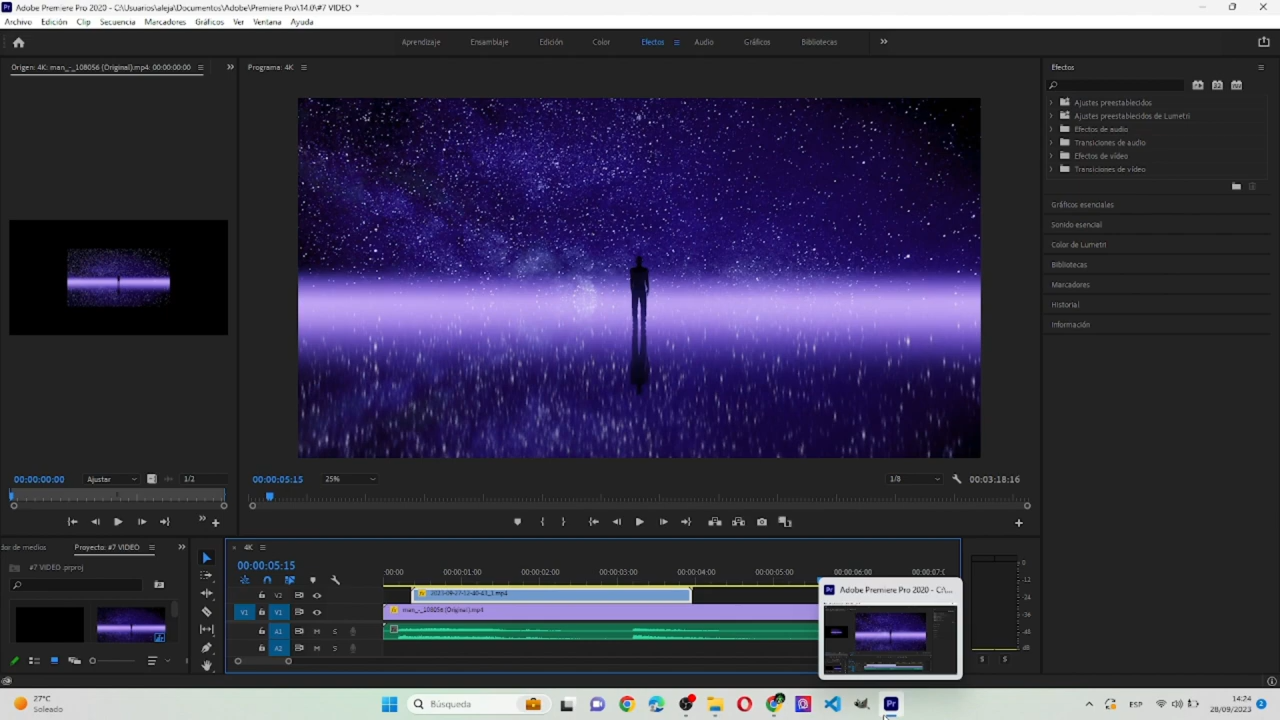 Adobe Premiere Pro 2020 - C:\Usuarios\aleja\Documentos\Adobe\Premiere Pro\14.0\#7 VIDEO *
Archivo Edición Clip Secuencia Marcadores Gráficos Ver Ventana Ayuda
Aprendizaje Ensamblaje Edición Color Efectos Audio Gráficos Bibliotecas
Origen: 4K: man_-_108056 (Original).mp4: 00:00:00:00
Programa: 4K
Efectos
Ajustes preestablecidos
Ajustes preestablecidos de Lumetri
Efectos de audio
Transiciones de audio
Efectos de vídeo
Transiciones de vídeo
Gráficos esenciales
Sonido esencial
Color de Lumetri
Bibliotecas
Marcadores
Historial
Información
00:00:00:00 Ajustar 1/2
00:00:05:15 25% 1/8 00:03:18:16
dor de medios Proyecto: #7 VIDEO
#7 VIDEO.prproj
4K
00:00:05:15
:00:00 00:00:01:00 00:00:02:00 00:00:03:00 00:00:04:00 00:00:05:00 00:00:06:00 00:00:07:0
V2
V1 V1 man_-_108056 (Original).mp4
A1 M S
A2 M S
Adobe Premiere Pro 2020 - C:\...
0
-12
-24
-36
-48
dB
S S
27°C
Soleado
Búsqueda
ESP
14:24
28/09/2023